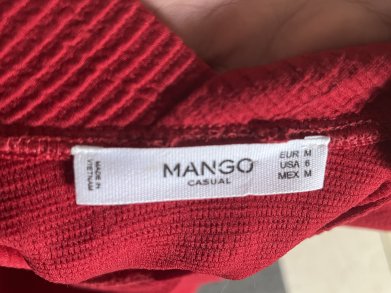 MADE IN
VIETNAM
MANGO
CASUAL
EUR M
USA 6
MEX M